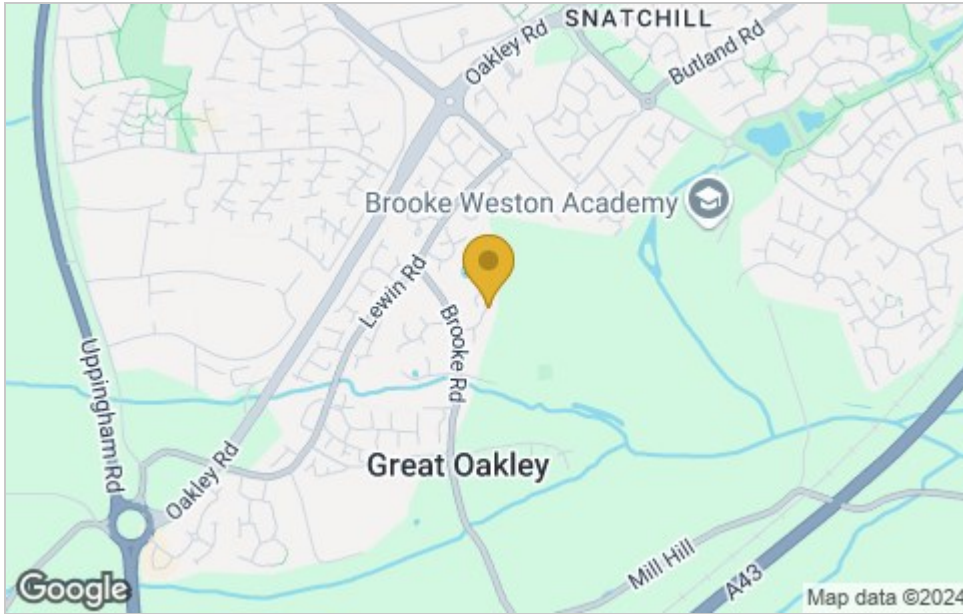 SNATCHILL
Oakley Rd
Butland Rd
Brooke Weston Academy
Lewin Rd
Brooke Rd
Uppingham Rd
Great Oakley
Oakley Rd
Mill Hill
A43
Google
Map data ©2024